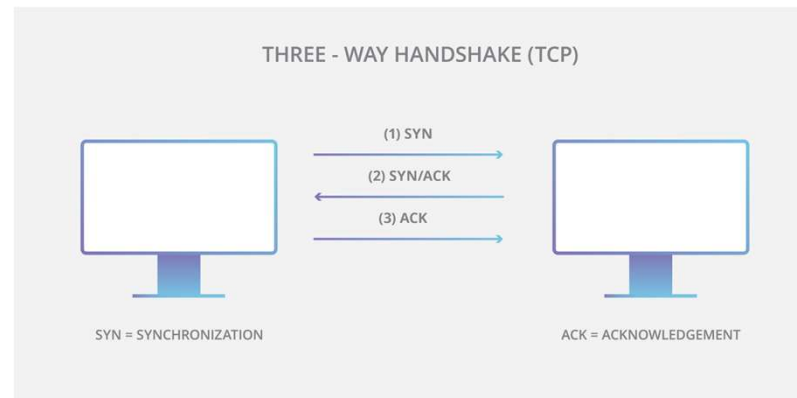 THREE - WAY HANDSHAKE (TCP)
(1) SYN
(2) SYN/ACK
(3) ACK
SYN = SYNCHRONIZATION
ACK = ACKNOWLEDGEMENT